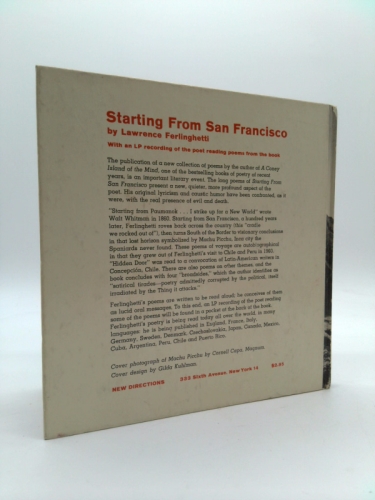 Starting From San Francisco
by Lawrence Ferlinghetti
With an LP recording of the poet reading poems from the book
The publication of a new collection of poems by the author of A Coney
Island of the Mind, one of the bestselling books of poetry of recent
years, is an important literary event. The long poems of Starting From
San Francisco present a new, quieter, more profound aspect of the
poet. His original lyricism and caustic humor have been confronted, as it
were, with the real presence of evil and death.
"Starting from Paumanok . . . I strike up for a New World" wrote
Walt Whitman in 1860. Starting from San Francisco, a hundred years
later, Ferlinghetti roves back across the country (this "cradle
we rocked out of"), then turns South of the Border to visionary conclusions
in that lost horizon symbolized by Machu Picchu, Inca city the
Spaniards never found. These poems of voyage are autobiographical
in that they grew out of Ferlinghetti's visit to Chile and Peru in 1960.
"Hidden Door" was read to a convocation of Latin-American writers in
Concepción, Chile. There are also poems on other themes, and the
book concludes with four "broadsides," which the author identifies as
"satirical tirades—poetry admittedly corrupted by the political, itself
irradiated by the Thing it attacks."
Ferlinghetti's poems are written to be read aloud: he conceives of them
as lucid oral messages. To this end, an LP recording of the poet reading
some of the poems will be found in a pocket at the back of the book.
Ferlinghetti's poetry is being read today all over the world, in many
languages: he is being published in England, France, Italy,
Germany, Sweden, Denmark, Czechoslovakia, Japan, Canada, Mexico,
Cuba, Argentina, Peru, Chile and Puerto Rico.
Cover photograph of Machu Picchu by Cornell Capa, Magnum.
Cover design by Gilda Kuhlman.
NEW DIRECTIONS 333 Sixth Avenue, New York 14